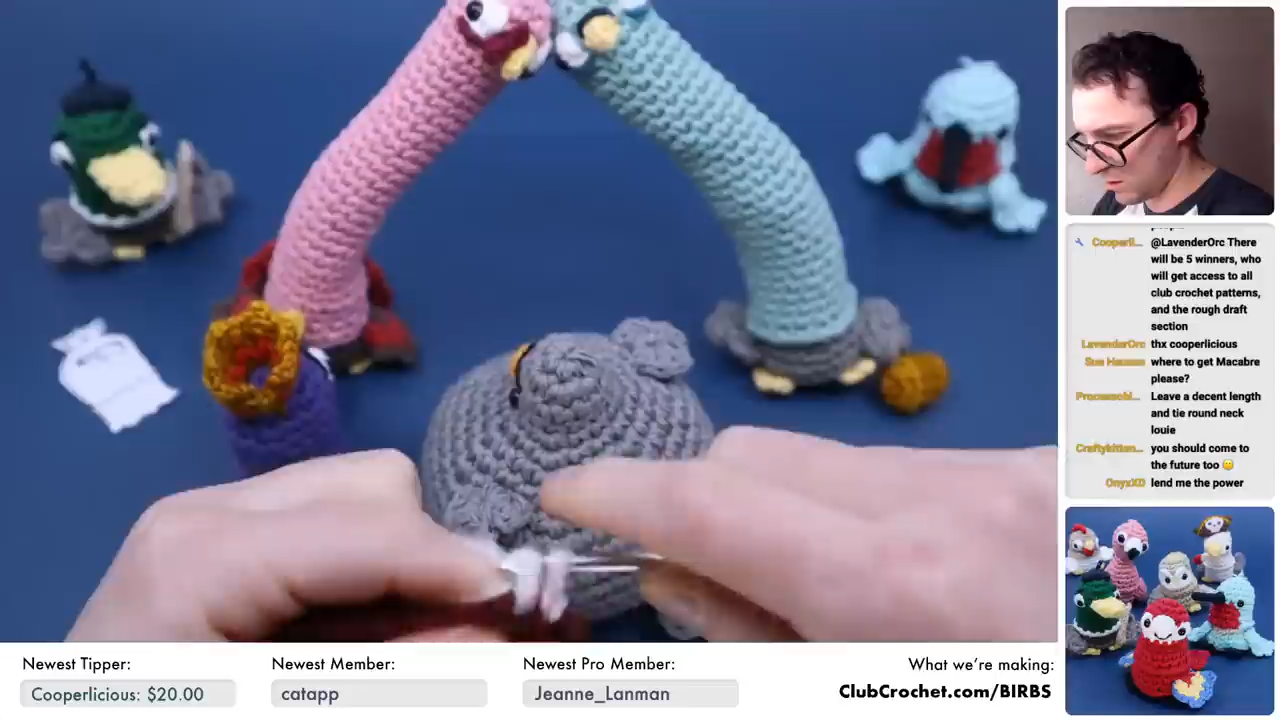 Cooperli... @LavenderOrc There
will be 5 winners, who
will get access to all
club crochet patterns,
and the rough draft
section
LavenderOrc thx cooperlicious
where to get Macabre
please?
Leave a decent length
and tie round neck
louie
Craftykitten... you should come to
the future too
OnyxXD lend me the power
Newest Tipper:
Cooperlicious: $20.00
Newest Member:
catapp
Newest Pro Member:
Jeanne_Lanman
What we're making:
ClubCrochet.com/BIRBS